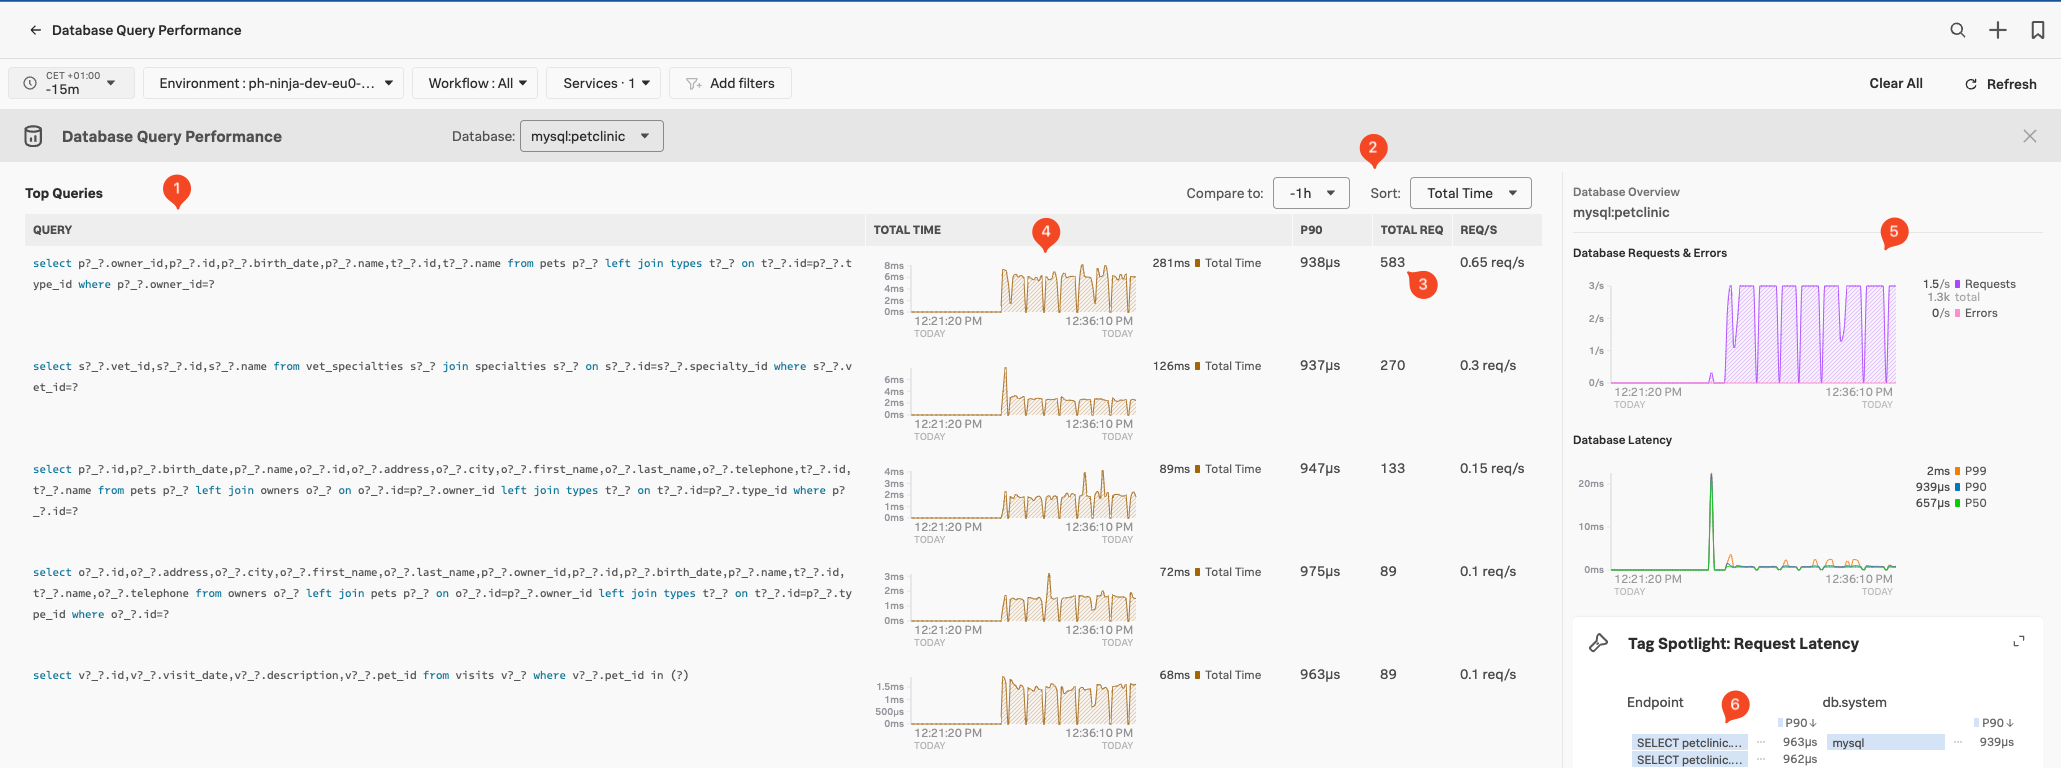 Database Query Performance
CET +01:00
-15m
Environment : ph-ninja-dev-eu0-...
Workflow : All
Services · 1
Add filters
Clear All
Refresh
Database Query Performance
Database:
mysql:petclinic
Top Queries
1
Compare to:
-1h
2
Sort:
Total Time
QUERY
TOTAL TIME
4
P90
TOTAL REQ
REQ/S
select p?_?.owner_id,p?_?.id,p?_?.birth_date,p?_?.name,t?_?.id,t?_?.name from pets p?_? left join types t?_? on t?_?.id=p?_?.t
ype_id where p?_?.owner_id=?
8ms
6ms
4ms
2ms
0ms
12:21:20 PM
TODAY
12:36:10 PM
TODAY
281ms Total Time
938µs
583
3
0.65 req/s
select s?_?.vet_id,s?_?.id,s?_?.name from vet_specialties s?_? join specialties s?_? on s?_?.id=s?_?.specialty_id where s?_?.v
et_id=?
6ms
4ms
2ms
0ms
12:21:20 PM
TODAY
12:36:10 PM
TODAY
126ms Total Time
937µs
270
0.3 req/s
select p?_?.id,p?_?.birth_date,p?_?.name,o?_?.id,o?_?.address,o?_?.city,o?_?.first_name,o?_?.last_name,o?_?.telephone,t?_?.id,
t?_?.name from pets p?_? left join owners o?_? on o?_?.id=p?_?.owner_id left join types t?_? on t?_?.id=p?_?.type_id where p?
_?.id=?
4ms
3ms
2ms
1ms
0ms
12:21:20 PM
TODAY
12:36:10 PM
TODAY
89ms Total Time
947µs
133
0.15 req/s
select o?_?.id,o?_?.address,o?_?.city,o?_?.first_name,o?_?.last_name,p?_?.owner_id,p?_?.id,p?_?.birth_date,p?_?.name,t?_?.id,
t?_?.name,o?_?.telephone from owners o?_? left join pets p?_? on o?_?.id=p?_?.owner_id left join types t?_? on t?_?.id=p?_?.ty
pe_id where o?_?.id=?
3ms
2ms
1ms
0ms
12:21:20 PM
TODAY
12:36:10 PM
TODAY
72ms Total Time
975µs
89
0.1 req/s
select v?_?.id,v?_?.visit_date,v?_?.description,v?_?.pet_id from visits v?_? where v?_?.pet_id in (?)
1.5ms
1ms
500µs
0ms
12:21:20 PM
TODAY
12:36:10 PM
TODAY
68ms Total Time
963µs
89
0.1 req/s
Database Overview
mysql:petclinic
5
Database Requests & Errors
3/s
2/s
1/s
0/s
12:21:20 PM
TODAY
12:36:10 PM
TODAY
1.5/s Requests
1.3k total
0/s Errors
Database Latency
20ms
10ms
0ms
12:21:20 PM
TODAY
12:36:10 PM
TODAY
2ms P99
939µs P90
657µs P50
Tag Spotlight: Request Latency
Endpoint
6
P90↓
SELECT petclinic.... ··· 963µs
SELECT petclinic.... ··· 962µs
db.system
P90↓
mysql ··· 939µs